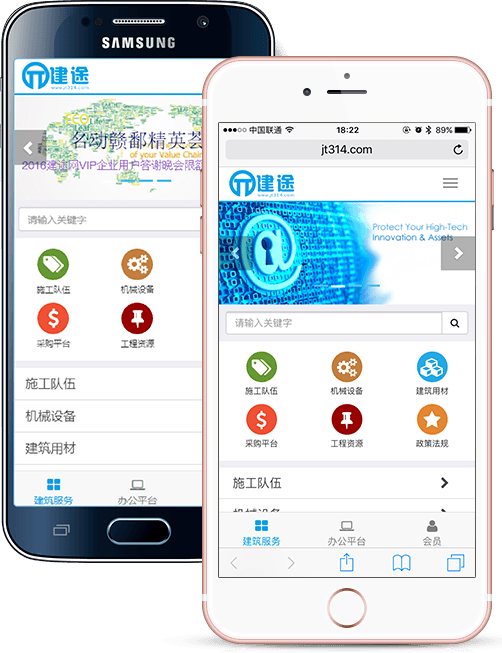 SAMSUNG
建途
www.jt314.com
ECO
名动赣鄱精英荟
of your Value Chain
2016建途网VIP企业用户答谢晚会限额
请输入关键字
施工队伍
机械设备
采购平台
工程资源
施工队伍
机械设备
建筑用材
建筑服务
办公平台
中国联通
18:22
89%
jt314.com
建途
www.jt314.com
Protect Your High-Tech
Innovation & Assets
请输入关键字
施工队伍
机械设备
建筑用材
采购平台
工程资源
政策法规
施工队伍
机械设备
建筑服务
办公平台
会员